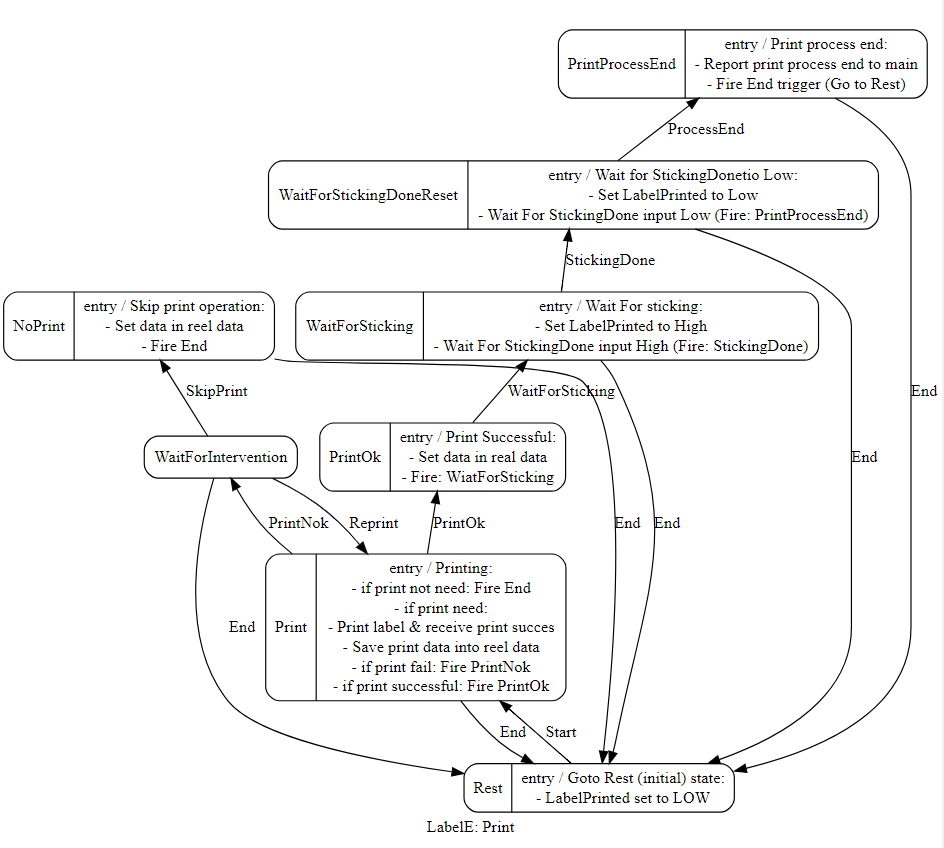 entry / Print process end:
PrintProcessEnd
- Report print process end to main
- Fire End trigger (Go to Rest)
ProcessEnd
entry / Wait for StickingDonetio Low:
WaitForStickingDoneReset
- Set LabelPrinted to Low
- Wait For StickingDone input Low (Fire: PrintProcessEnd)
StickingDone
entry / Skip print operation:
NoPrint
- Set data in reel data
- Fire End
entry / Wait For sticking:
WaitForSticking
- Set LabelPrinted to High
- Wait For StickingDone input High (Fire: StickingDone)
SkipPrint
WaitForSticking
End
entry / Print Successful:
PrintOk
- Set data in real data
- Fire: WiatForSticking
WaitForIntervention
End
PrintNok
Reprint
PrintOk
End
End
entry / Printing:
- if print not need: Fire End
- if print need:
End
Print
- Print label & receive print succes
- Save print data into reel data
- if print fail: Fire PrintNok
- if print successful: Fire PrintOk
End
Start
entry / Goto Rest (initial) state:
Rest
- LabelPrinted set to LOW
LabelE: Print